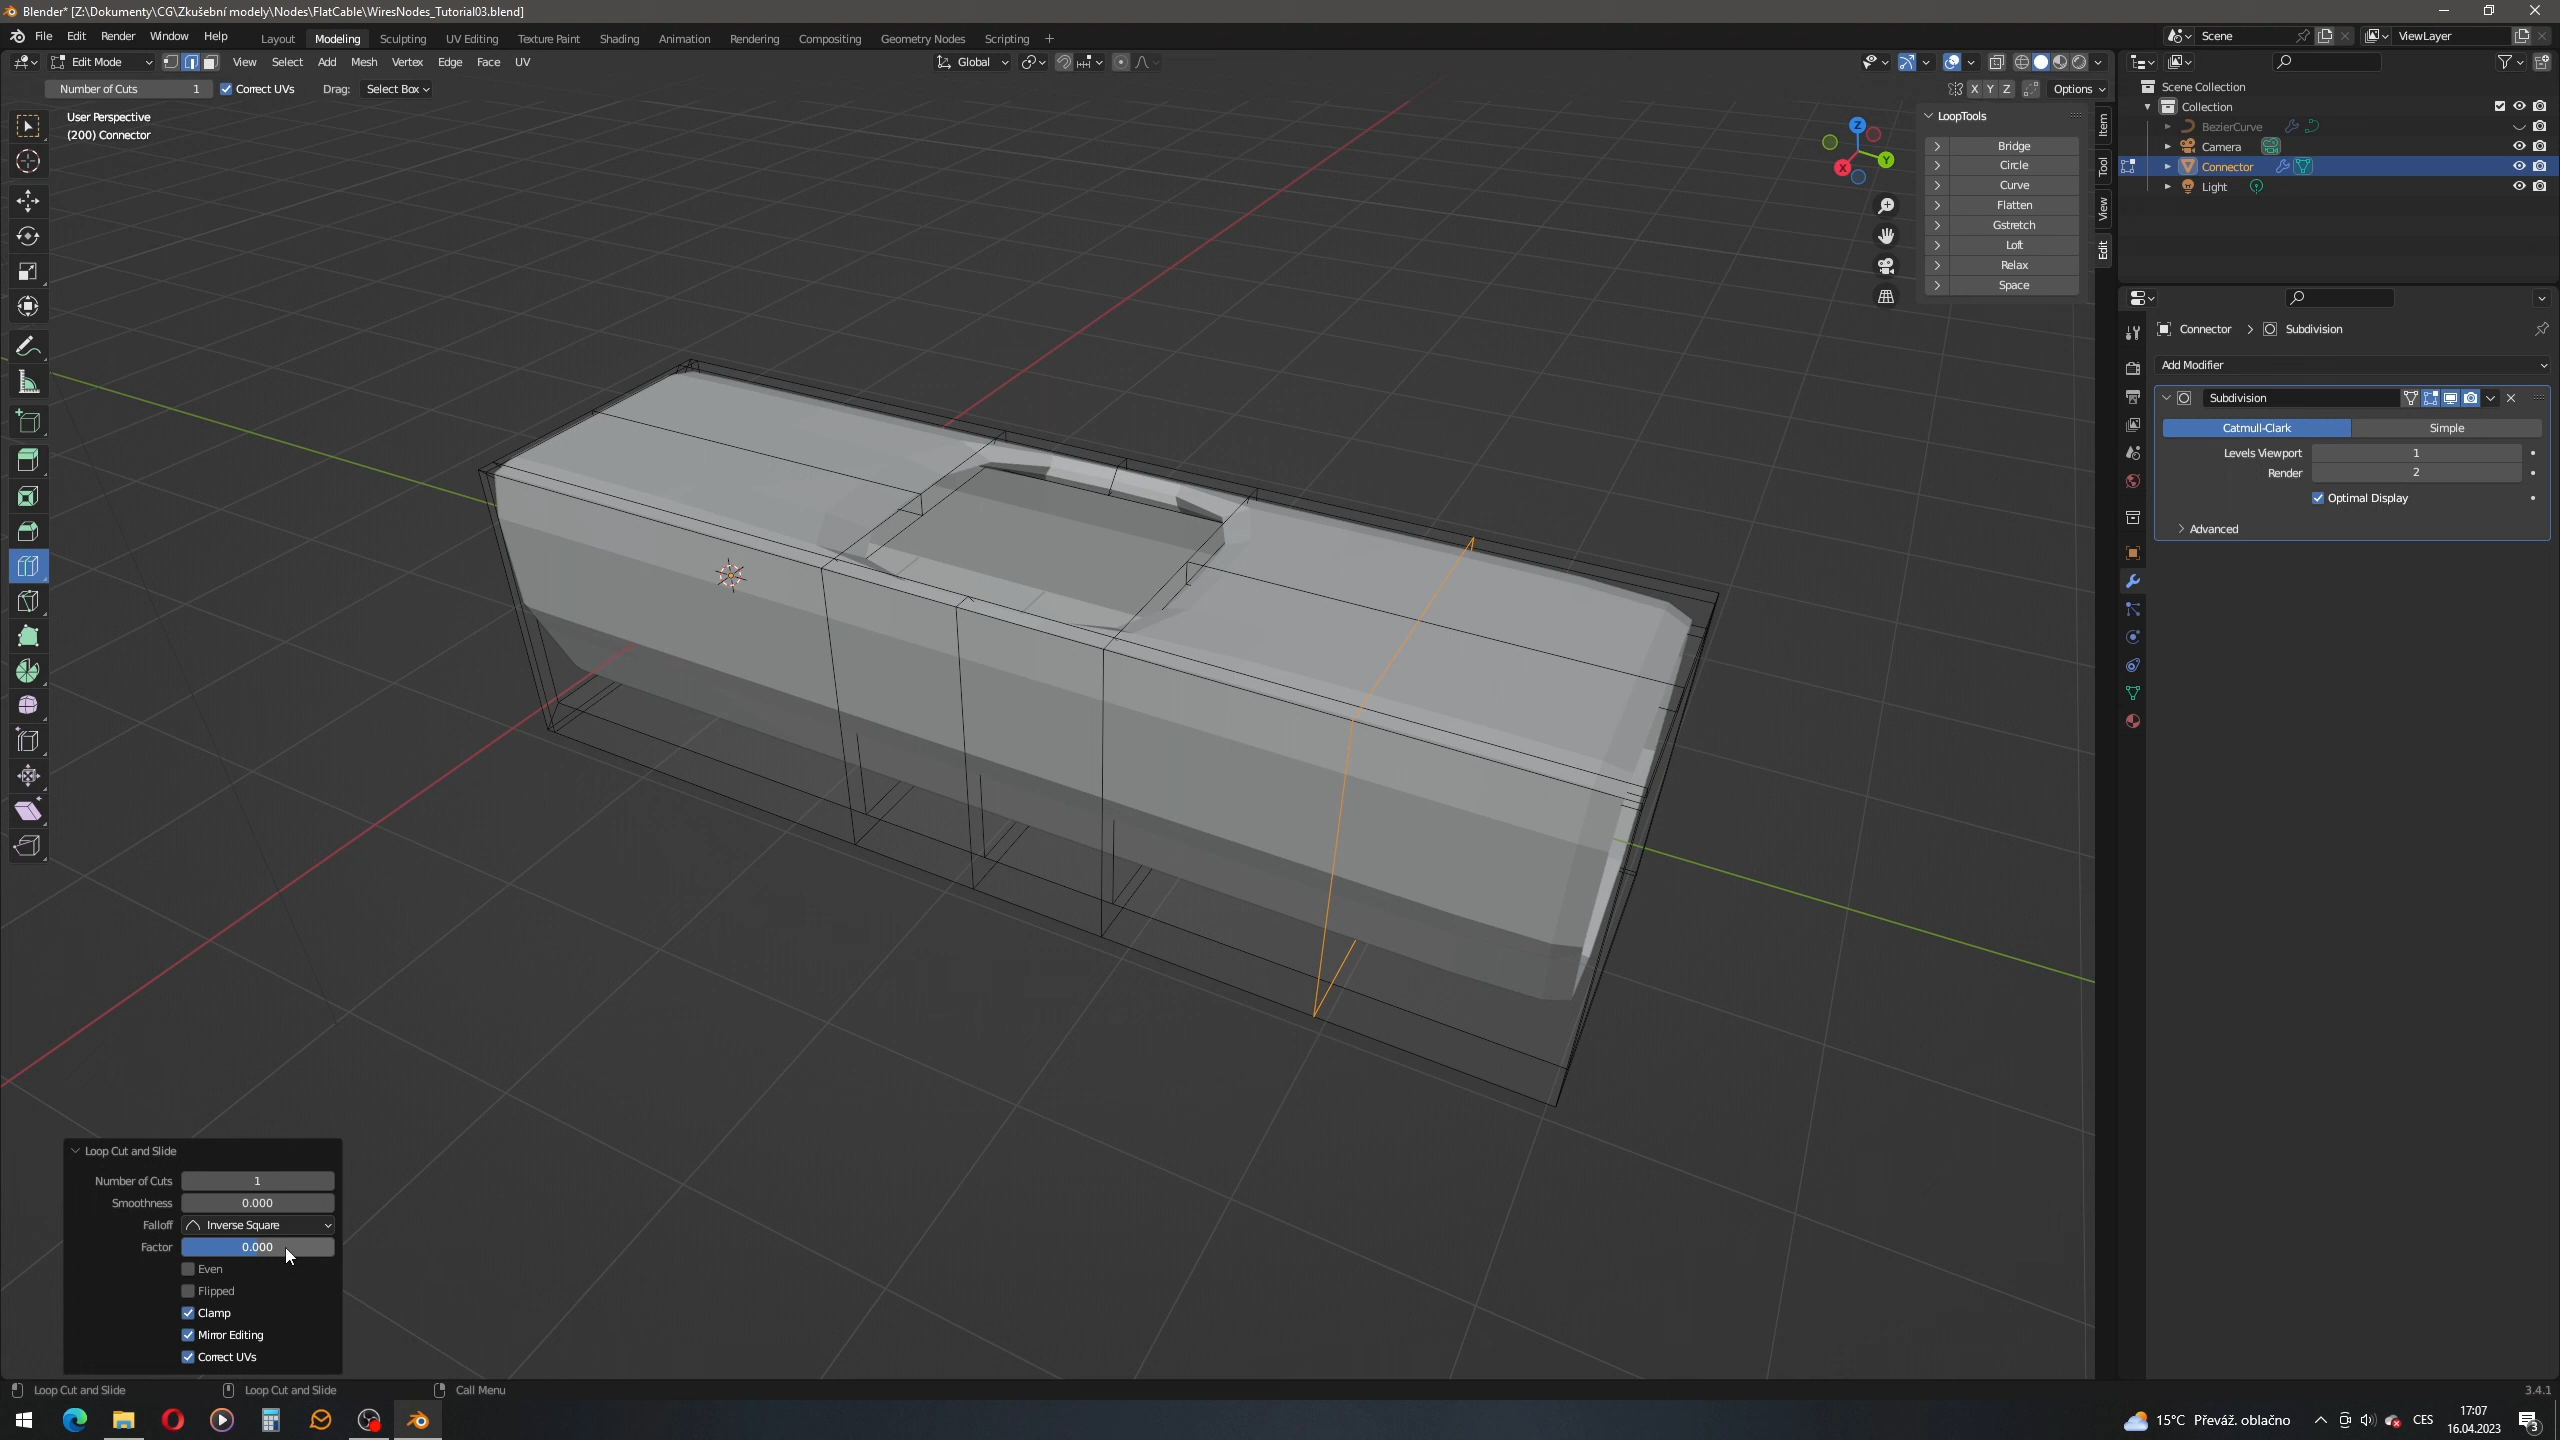 Blender* [Z:\Dokumenty\CG\Zkušební modely\Nodes\FlatCable\WiresNodes_Tutorial03.blend]
File Edit Render Window Help Layout Modeling Sculpting UV Editing Texture Paint Shading Animation Rendering Compositing Geometry Nodes Scripting + Scene ViewLayer
Edit Mode View Select Add Mesh Vertex Edge Face UV Global
Number of Cuts 1 Correct UVs Drag: Select Box X Y Z Options
User Perspective
(200) Connector
Z
Y
X
LoopTools
Bridge
Circle
Curve
Flatten
Gstretch
Loft
Relax
Space
Item
Tool
View
Edit
Scene Collection
Collection
BezierCurve
Camera
Connector
Light
Connector > Subdivision
Add Modifier
Subdivision
Catmull-Clark Simple
Levels Viewport 1
Render 2
Optimal Display
Advanced
Loop Cut and Slide
Number of Cuts 1
Smoothness 0.000
Falloff Inverse Square
Factor 0.000
Even
Flipped
Clamp
Mirror Editing
Correct UVs
Loop Cut and Slide Loop Cut and Slide Call Menu 3.4.1
15°C Převáž. oblačno CES 17:07
16.04.2023
3